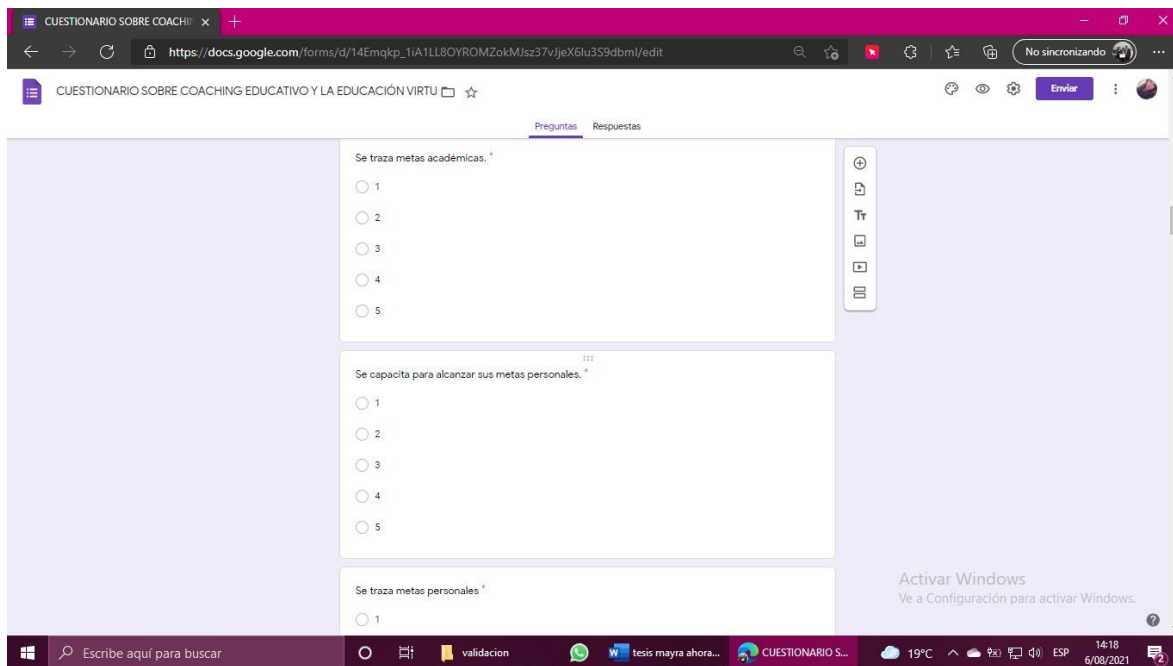 CUESTIONARIO SOBRE COACHIN
https://docs.google.com/forms/d/14Emqkp_1iA1LL8OYROMZokMJsz37vJjeX6Iu3S9dbmI/edit
No sincronizando
CUESTIONARIO SOBRE COACHING EDUCATIVO Y LA EDUCACIÓN VIRTU
Enviar
Preguntas Respuestas
Se traza metas académicas. *
1
2
3
4
5
Tт
Se capacita para alcanzar sus metas personales. *
1
2
3
4
5
Se traza metas personales *
1
Activar Windows
Ve a Configuración para activar Windows.
Escribe aquí para buscar
validacion
tesis mayra ahora...
CUESTIONARIO S...
19°C
ESP
14:18
6/08/2021